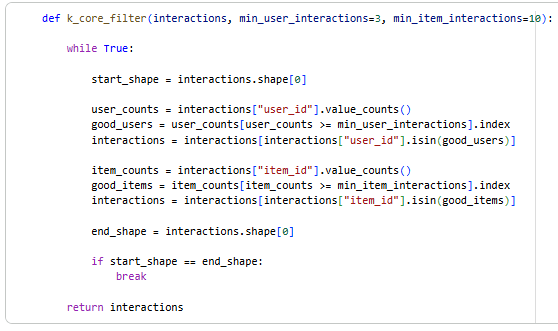 def k_core_filter(interactions, min_user_interactions=3, min_item_interactions=10):
while True:
start_shape = interactions.shape[0]
user_counts = interactions["user_id"].value_counts()
good_users = user_counts[user_counts >= min_user_interactions].index
interactions = interactions[interactions["user_id"].isin(good_users)]
item_counts = interactions["item_id"].value_counts()
good_items = item_counts[item_counts >= min_item_interactions].index
interactions = interactions[interactions["item_id"].isin(good_items)]
end_shape = interactions.shape[0]
if start_shape == end_shape:
break
return interactions